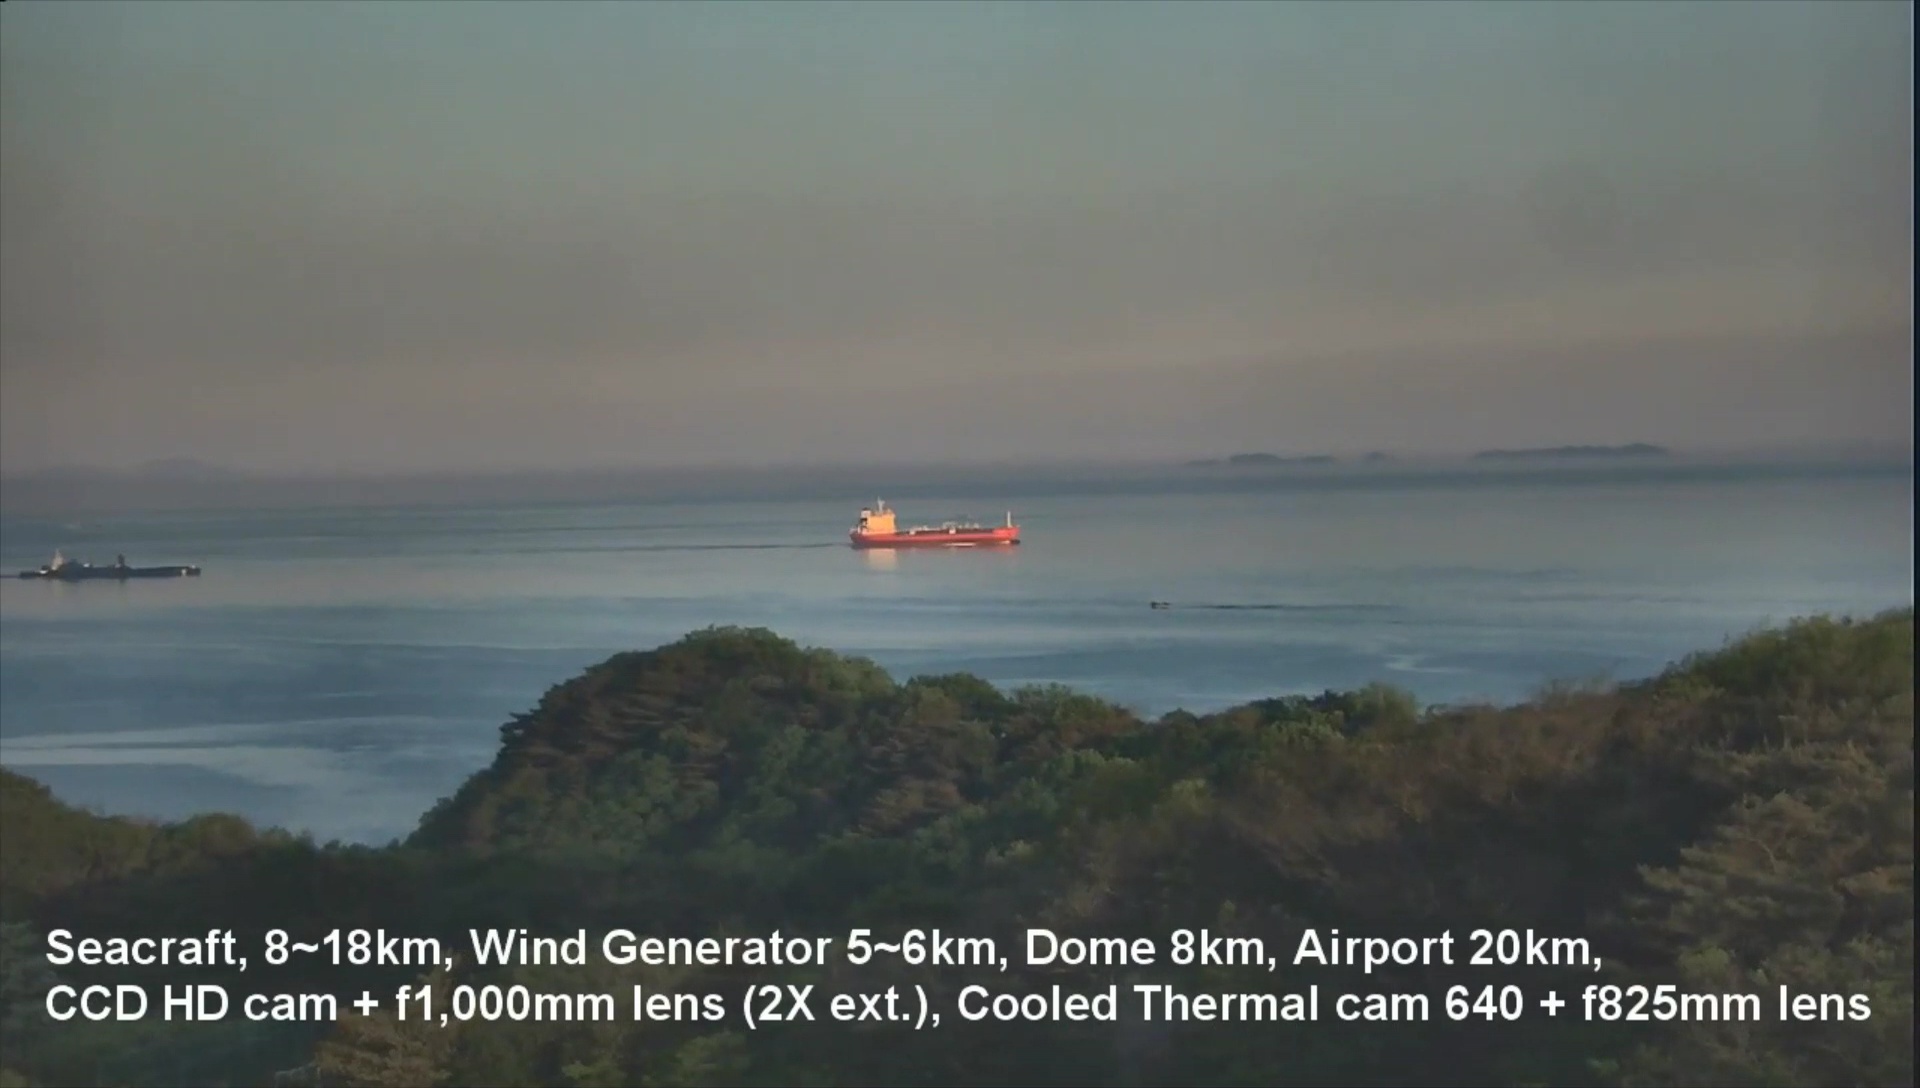 Seacraft, 8~18km, Wind Generator 5~6km, Dome 8km, Airport 20km,
CCD HD cam + f1,000mm lens (2X ext.), Cooled Thermal cam 640 + f825mm lens